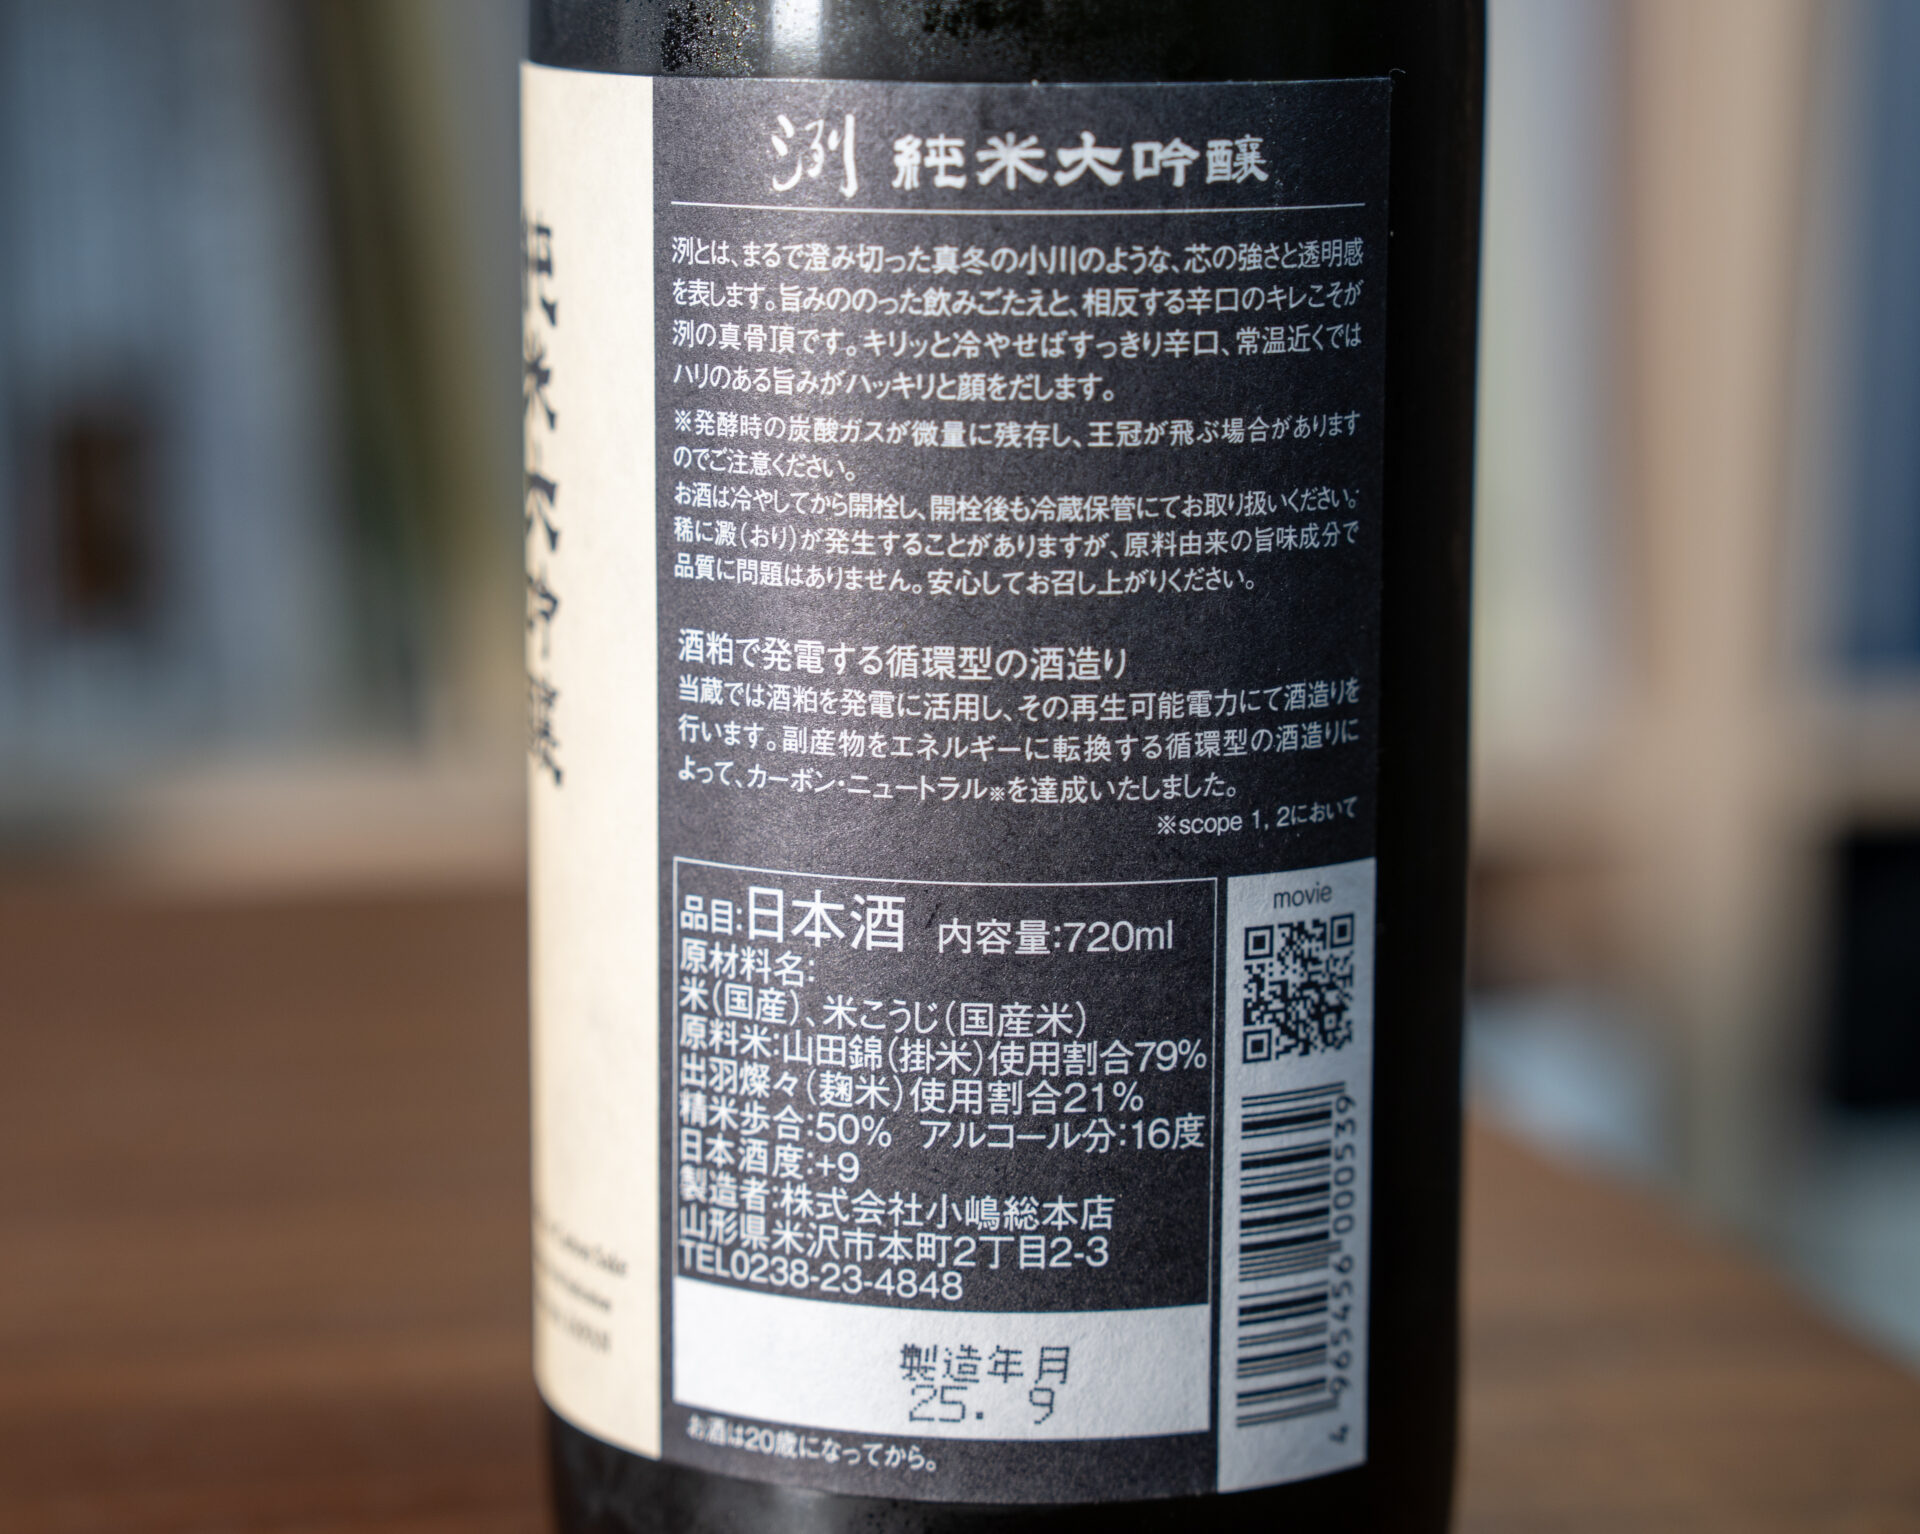 洌 純米大吟醸
洌とは、まるで澄み切った真冬の小川のような、芯の強さと透明感
を表します。旨みののった飲みごたえと、相反する辛口のキレこそが
洌の真骨頂です。キリッと冷やせばすっきり辛口、常温近くでは
ハリのある旨みがハッキリと顔をだします。
※発酵時の炭酸ガスが微量に残存し、王冠が飛ぶ場合があります
のでご注意ください。
お酒は冷やしてから開栓し、開栓後も冷蔵保管にてお取り扱いください。
稀に澱(おり)が発生することがありますが、原料由来の旨味成分で
品質に問題はありません。安心してお召し上がりください。
酒粕で発電する循環型の酒造り
当蔵では酒粕を発電に活用し、その再生可能電力にて酒造りを
行います。副産物をエネルギーに転換する循環型の酒造りに
よって、カーボン・ニュートラル※を達成いたしました。
※scope 1, 2において
品目:日本酒 内容量:720ml
原材料名:
米(国産)、米こうじ(国産米)
原料米:山田錦(掛米)使用割合79%
出羽燦々(麹米)使用割合21%
精米歩合:50% アルコール分:16度
日本酒度:+9
製造者:株式会社小嶋総本店
山形県米沢市本町2丁目2-3
TEL0238-23-4848
製造年月
25. 9
お酒は20歳になってから。
movie
4 965456 000539
純米大吟醸